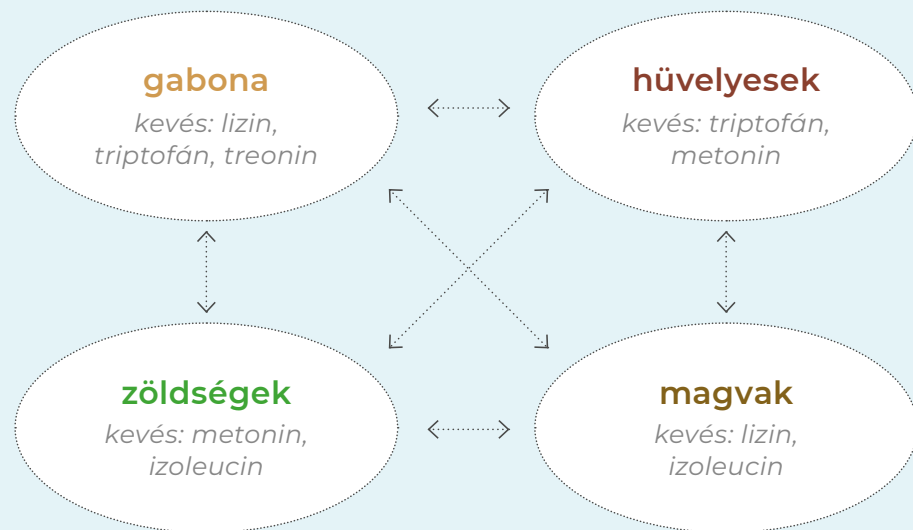 gabona
kevés: lizin,
triptofán, treonin
hüvelyesek
kevés: triptofán,
metonin
zöldségek
kevés: metonin,
izoleucin
magvak
kevés: lizin,
izoleucin